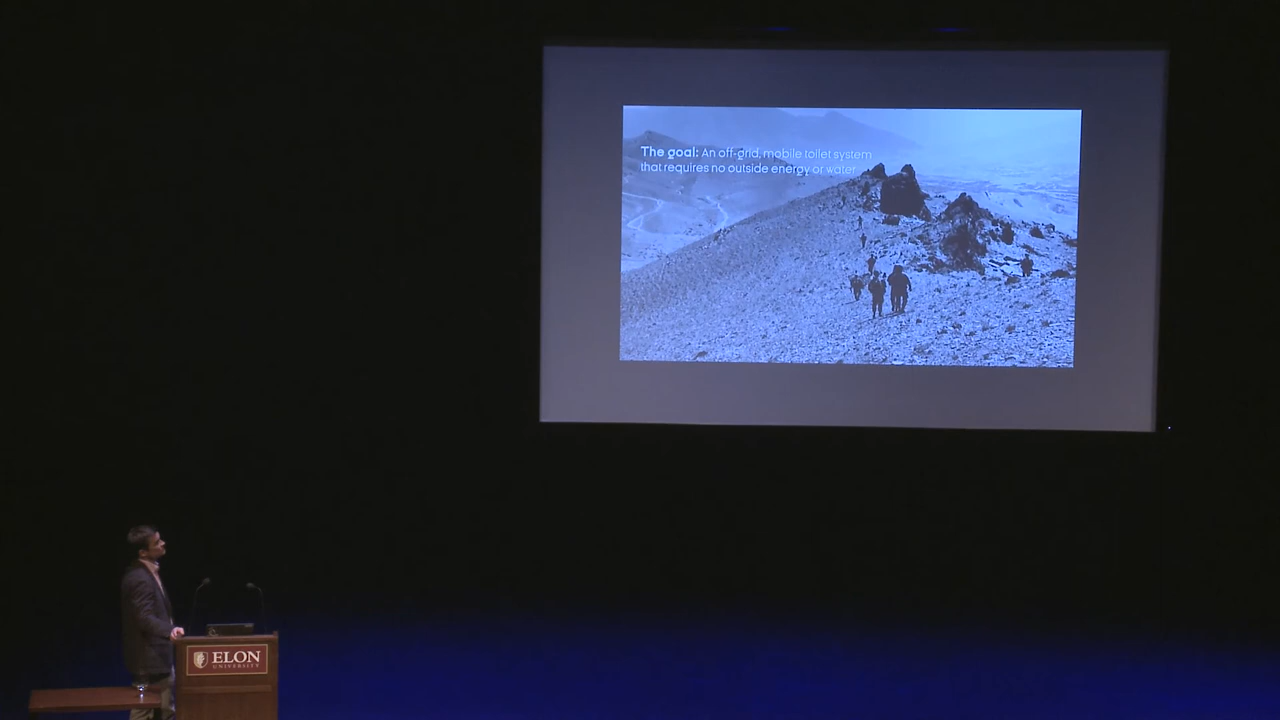 The goal: An off-grid, mobile toilet system
that requires no outside energy or water
ELON
UNIVERSITY